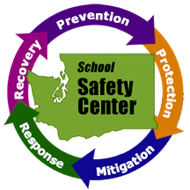 Prevention
Protection
Mitigation
Response
Recovery
School
Safety
Center